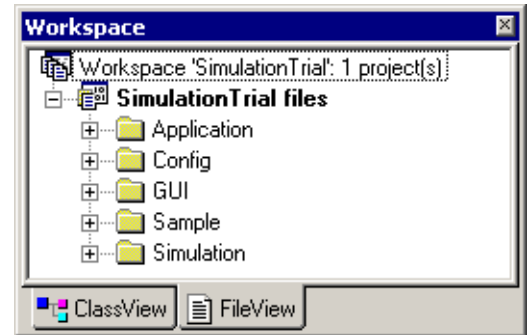 Workspace
Workspace 'SimulationTrial': 1 project(s)
SimulationTrial files
Application
Config
GUI
Sample
Simulation
ClassView FileView